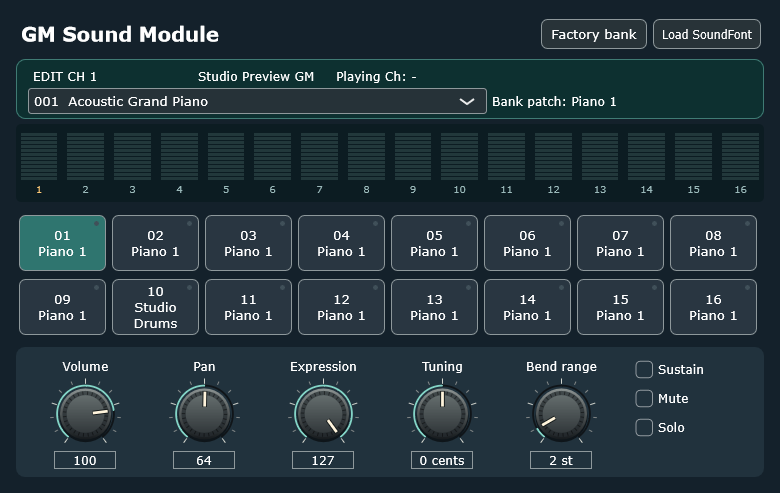 GM Sound Module
Factory bank
Load SoundFont
EDIT CH 1
Studio Preview GM
Playing Ch: -
001 Acoustic Grand Piano
Bank patch: Piano 1
1 2 3 4 5 6 7 8 9 10 11 12 13 14 15 16
01
Piano 1
02
Piano 1
03
Piano 1
04
Piano 1
05
Piano 1
06
Piano 1
07
Piano 1
08
Piano 1
09
Piano 1
10
Studio
Drums
11
Piano 1
12
Piano 1
13
Piano 1
14
Piano 1
15
Piano 1
16
Piano 1
Volume
100
Pan
64
Expression
127
Tuning
0 cents
Bend range
2 st
Sustain
Mute
Solo